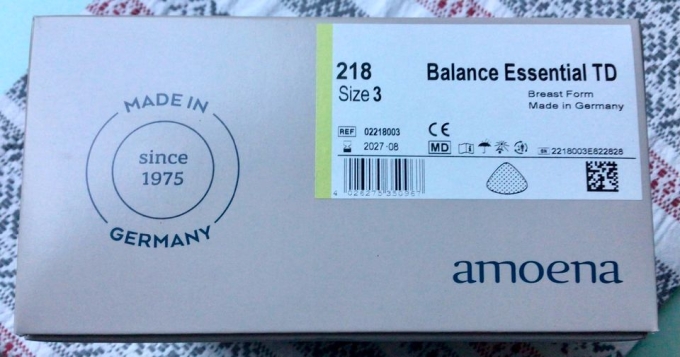 MADE IN
since
1975
GERMANY
218 Balance Essential TD
Size 3
Breast Form
Made in Germany
REF 02218003
2027-08
MD
2218003E822828
amoena